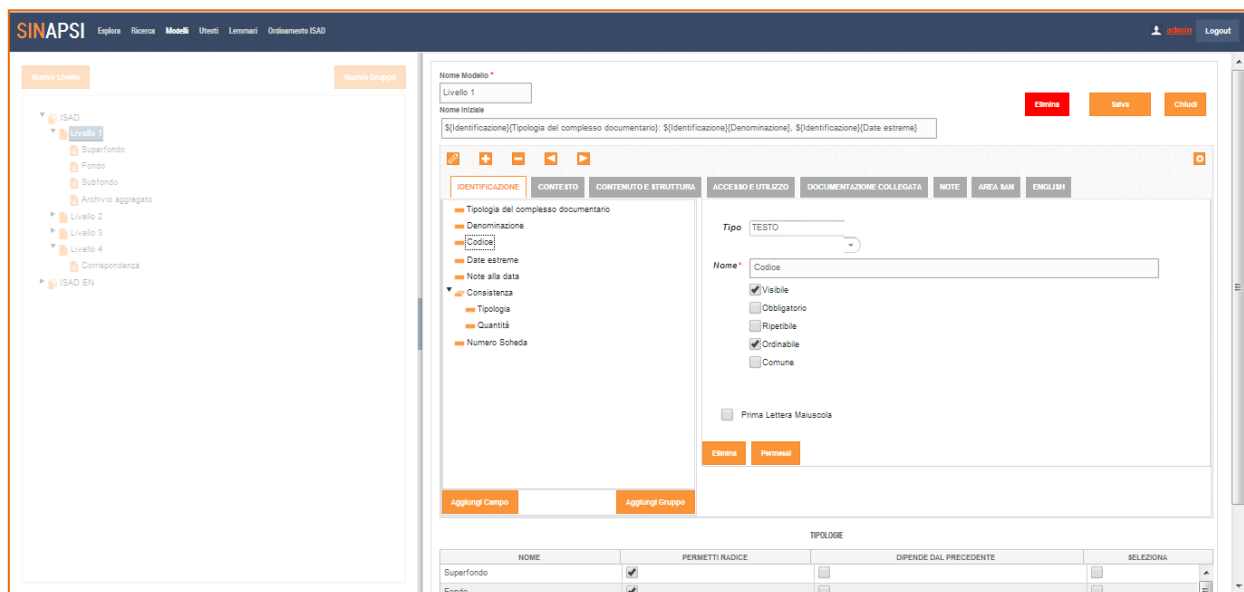 SINAPSI Esplora Ricerca Modelli Utenti Lemmari Ordinamento ISAD admin Logout
Nuovo Livello Nuovo Gruppo
ISAD
Livello 1
Superfondo
Fondo
Subfondo
Archivio aggregato
Livello 2
Livello 3
Livello 4
Corrispondenza
ISAD EN
Nome Modello *
Livello 1
Elimina Salva Chiudi
Nome Iniziale
${Identificazione}{Tipologia del complesso documentario}: ${Identificazione}{Denominazione}, ${Identificazione}{Date estreme}
IDENTIFICAZIONE CONTESTO CONTENUTO E STRUTTURA ACCESSO E UTILIZZO DOCUMENTAZIONE COLLEGATA NOTE AREA SAN ENGLISH
Tipologia del complesso documentario
Denominazione
Codice
Date estreme
Note alla data
Consistenza
Tipologia
Quantità
Numero Scheda
Aggiungi Campo Aggiungi Gruppo
Tipo TESTO
Nome* Codice
Visibile
Obbligatorio
Ripetibile
Ordinabile
Comune
Prima Lettera Maiuscola
Elimina Permessi
TIPOLOGIE
NOME PERMETTI RADICE DIPENDE DAL PRECEDENTE SELEZIONA
Superfondo
Fondo